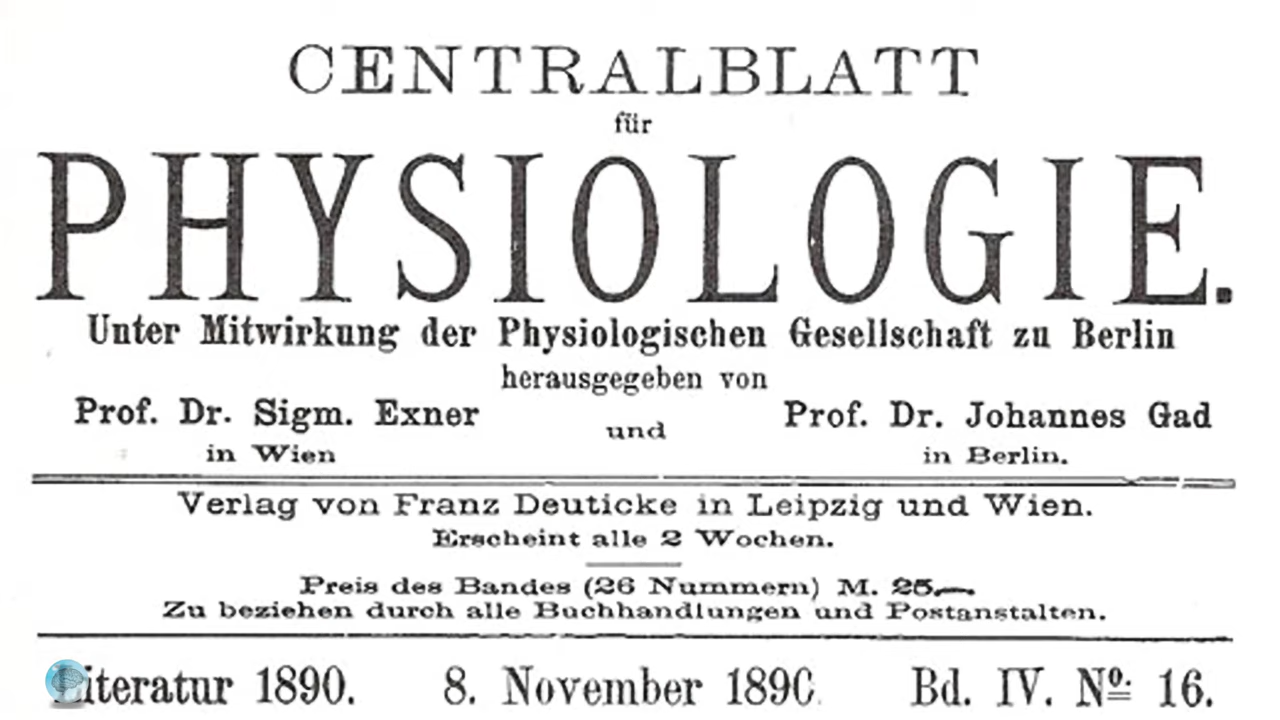 CENTRALBLATT
für
PHYSIOLOGIE.
Unter Mitwirkung der Physiologischen Gesellschaft zu Berlin
herausgegeben von
Prof. Dr. Sigm. Exner und Prof. Dr. Johannes Gad
in Wien in Berlin.
Verlag von Franz Deuticke in Leipzig und Wien.
Erscheint alle 2 Wochen.
Preis des Bandes (26 Nummern) M. 25.—.
Zu beziehen durch alle Buchhandlungen und Postanstalten.
Literatur 1890. 8. November 1890. Bd. IV. Nº. 16.